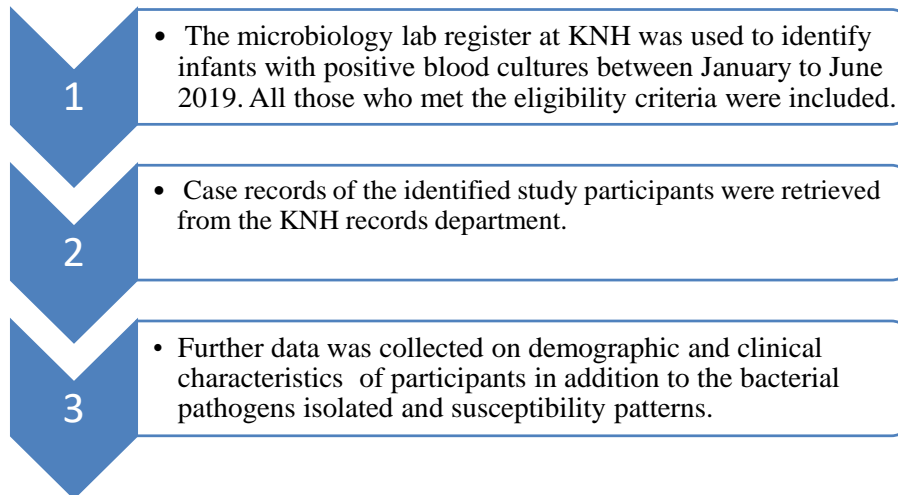 1
• The microbiology lab register at KNH was used to identify
infants with positive blood cultures between January to June
2019. All those who met the eligibility criteria were included.
2
• Case records of the identified study participants were retrieved
from the KNH records department.
3
• Further data was collected on demographic and clinical
characteristics of participants in addition to the bacterial
pathogens isolated and susceptibility patterns.